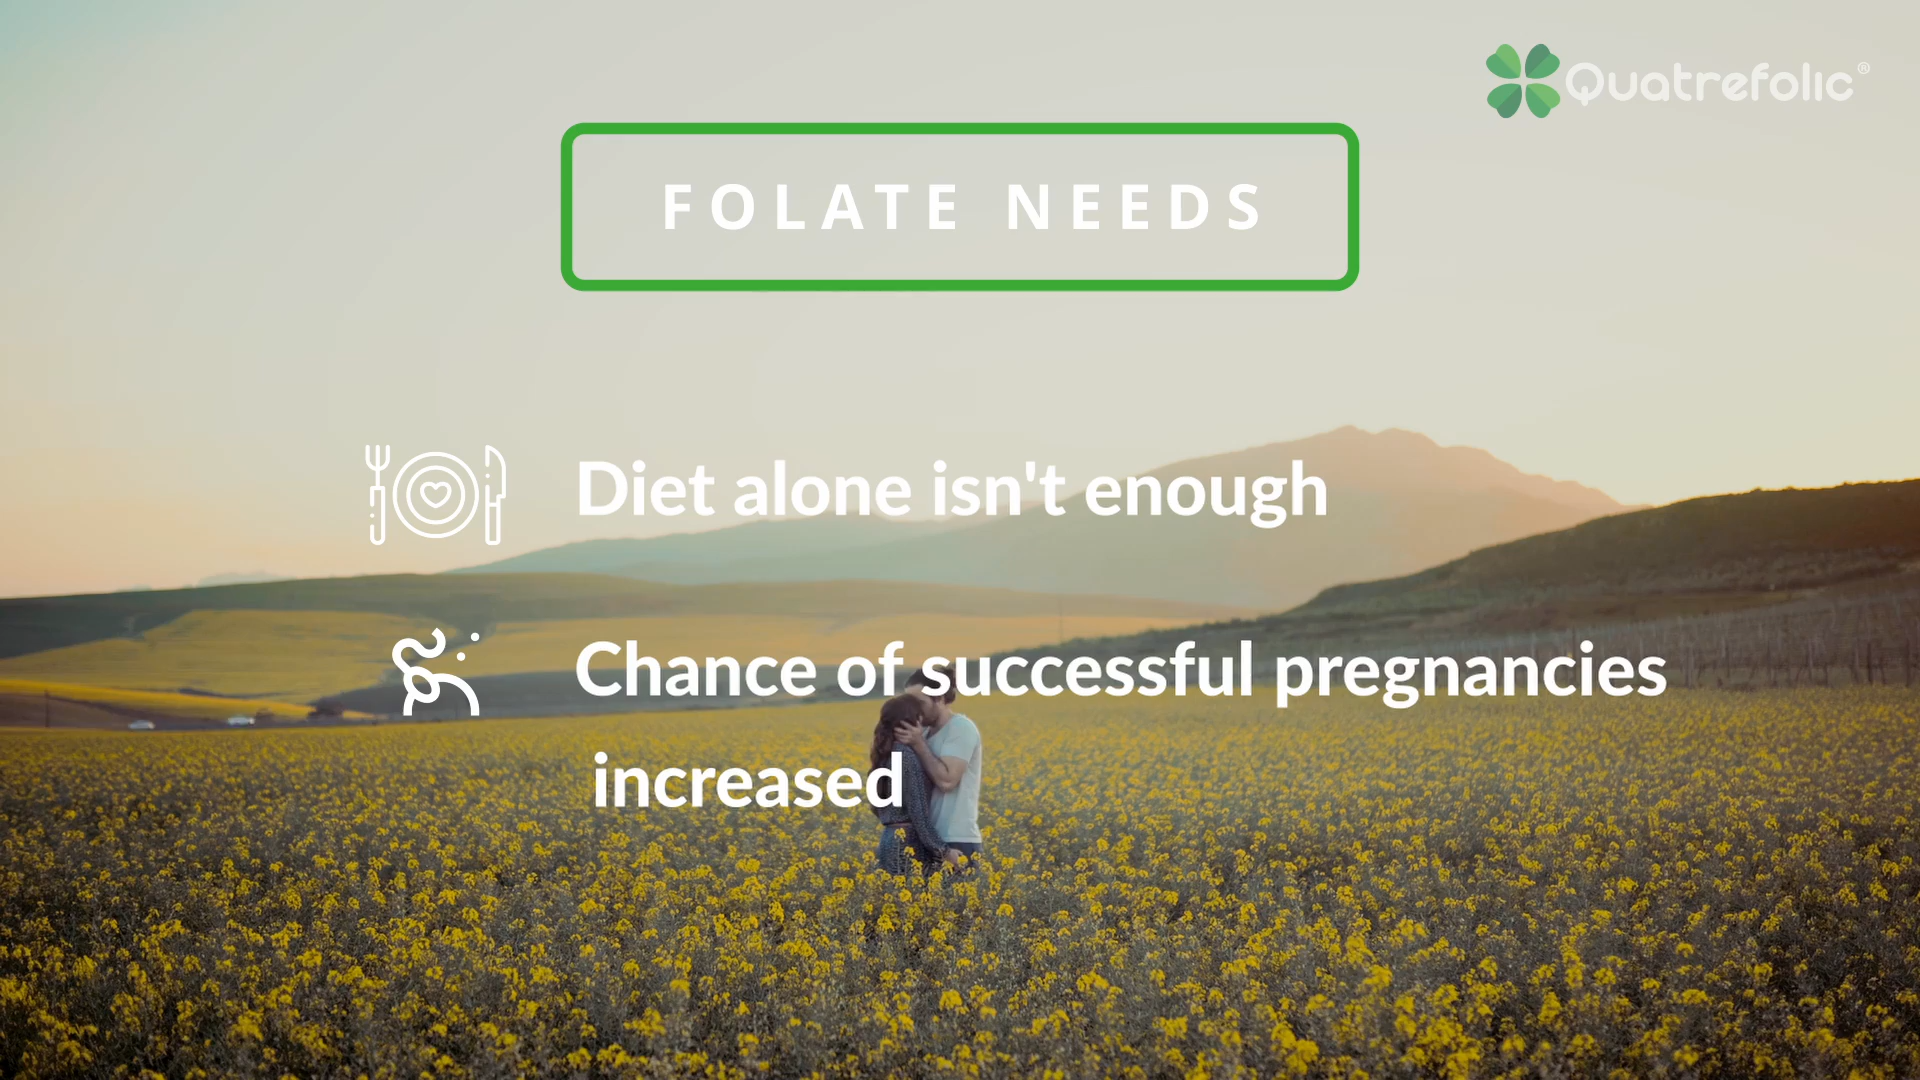 Quatrefolic®
FOLATE NEEDS
Diet alone isn't enough
Chance of successful pregnancies
increased